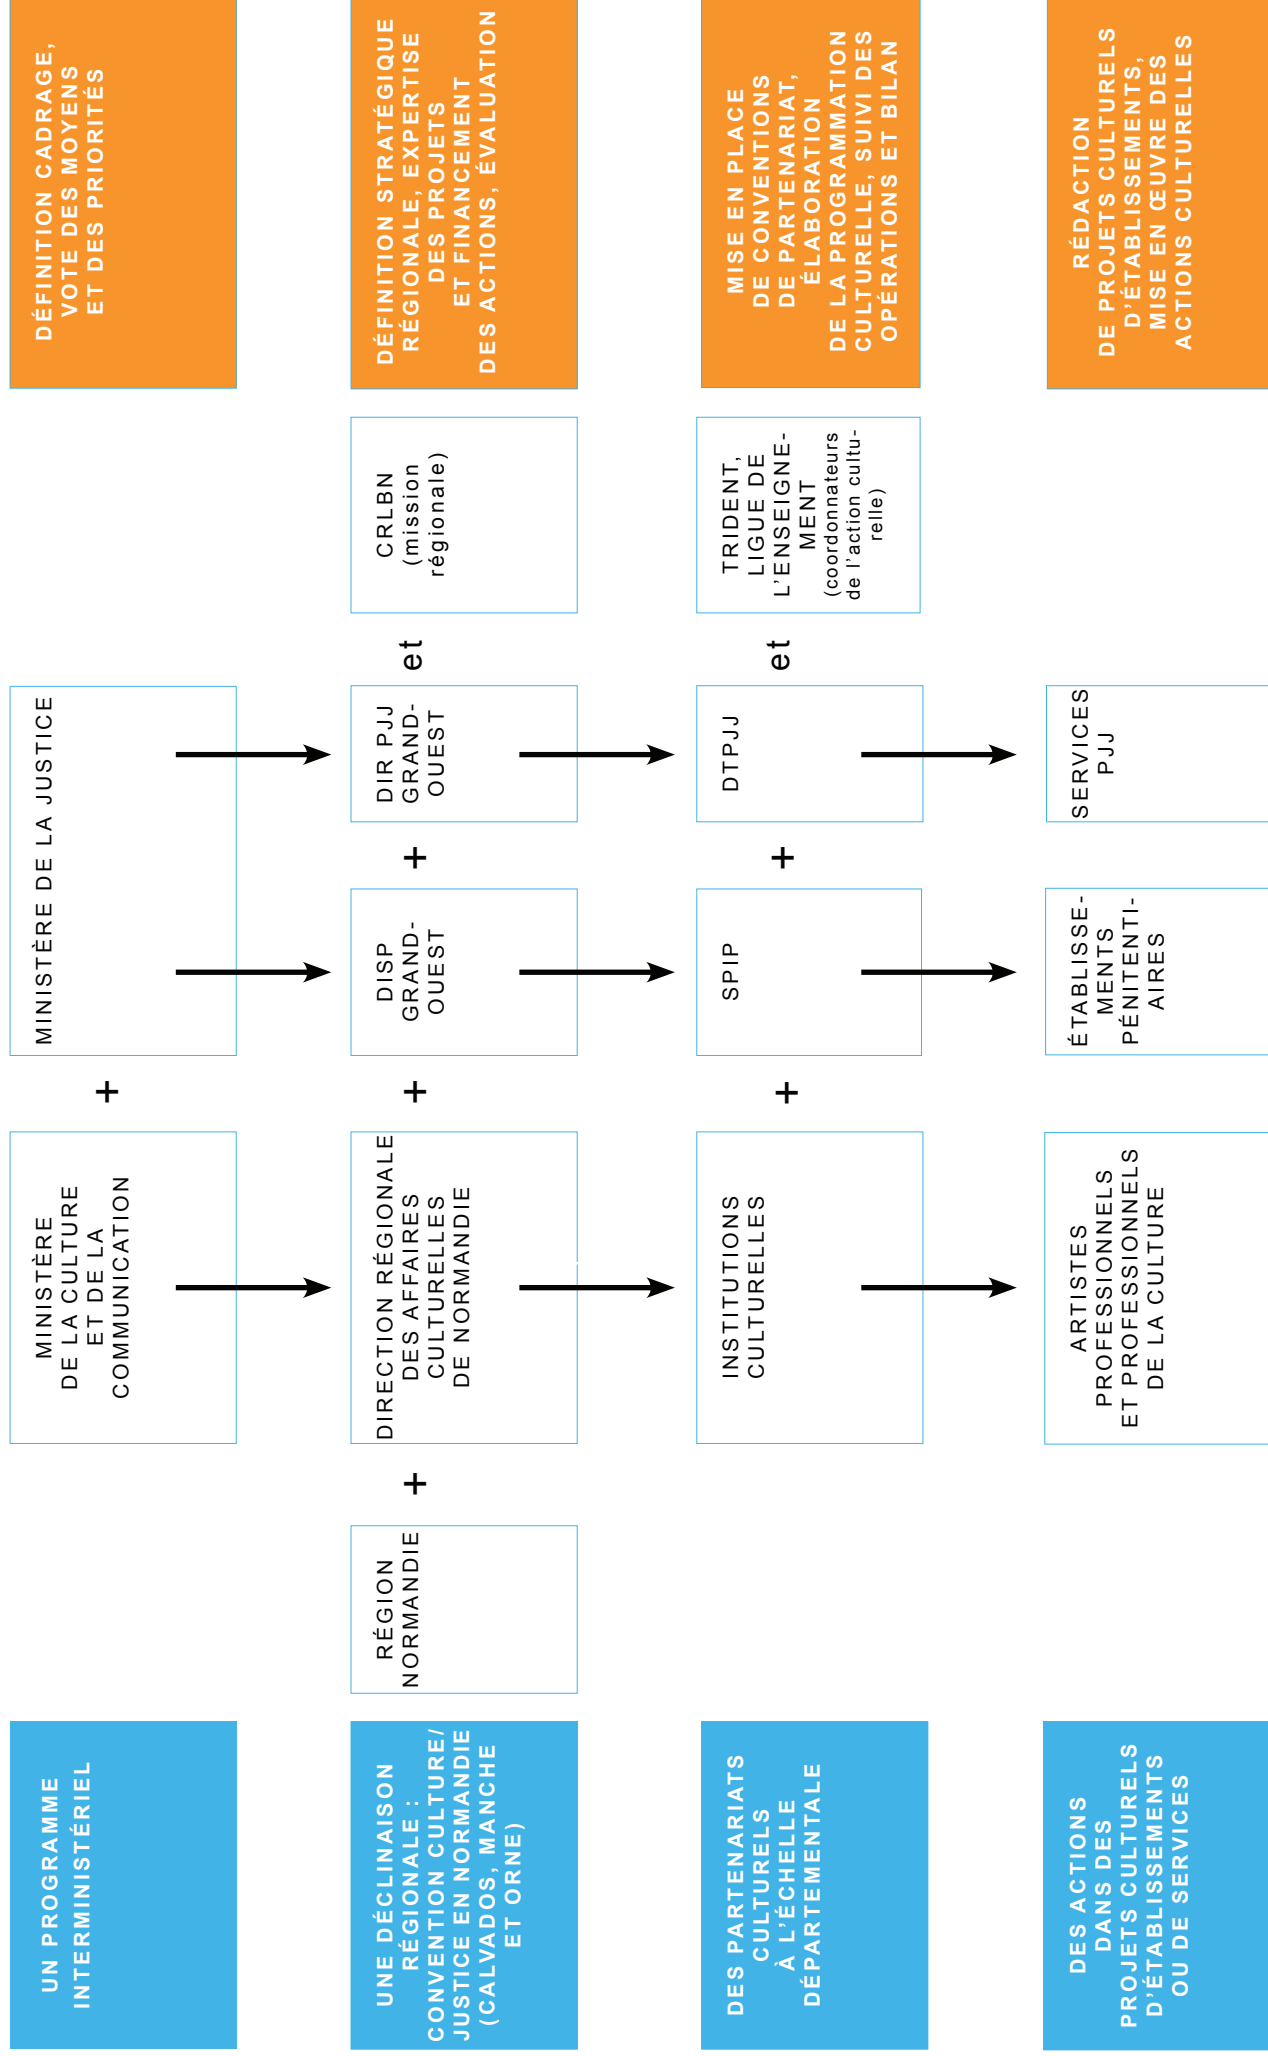 UN PROGRAMME
INTERMINISTÉRIEL
MINISTÈRE
DE LA CULTURE
ET DE LA
COMMUNICATION
+
MINISTÈRE DE LA JUSTICE
DÉFINITION CADRAGE,
VOTE DES MOYENS
ET DES PRIORITÉS
UNE DÉCLINAISON
RÉGIONALE :
CONVENTION CULTURE/
JUSTICE EN NORMANDIE
(CALVADOS, MANCHE
ET ORNE)
RÉGION
NORMANDIE
+
DIRECTION RÉGIONALE
DES AFFAIRES
CULTURELLES
DE NORMANDIE
+
DISP
GRAND-
OUEST
+
DIR PJJ
GRAND-
OUEST
et
CRLBN
(mission
régionale)
DÉFINITION STRATÉGIQUE
RÉGIONALE, EXPERTISE
DES PROJETS
ET FINANCEMENT
DES ACTIONS, ÉVALUATION
DES PARTENARIATS
CULTURELS
À L'ÉCHELLE
DÉPARTEMENTALE
INSTITUTIONS
CULTURELLES
+
SPIP
+
DTPJJ
et
TRIDENT,
LIGUE DE
L'ENSEIGNE-
MENT
(coordonnateurs
de l'action cultu-
relle)
MISE EN PLACE
DE CONVENTIONS
DE PARTENARIAT,
ÉLABORATION
DE LA PROGRAMMATION
CULTURELLE, SUIVI DES
OPÉRATIONS ET BILAN
DES ACTIONS
DANS DES
PROJETS CULTURELS
D'ÉTABLISSEMENTS
OU DE SERVICES
ARTISTES
PROFESSIONNELS
ET PROFESSIONNELS
DE LA CULTURE
ÉTABLISSE-
MENTS
PÉNITENTI-
AIRES
SERVICES
PJJ
RÉDACTION
DE PROJETS CULTURELS
D'ÉTABLISSEMENTS,
MISE EN ŒUVRE DES
ACTIONS CULTURELLES